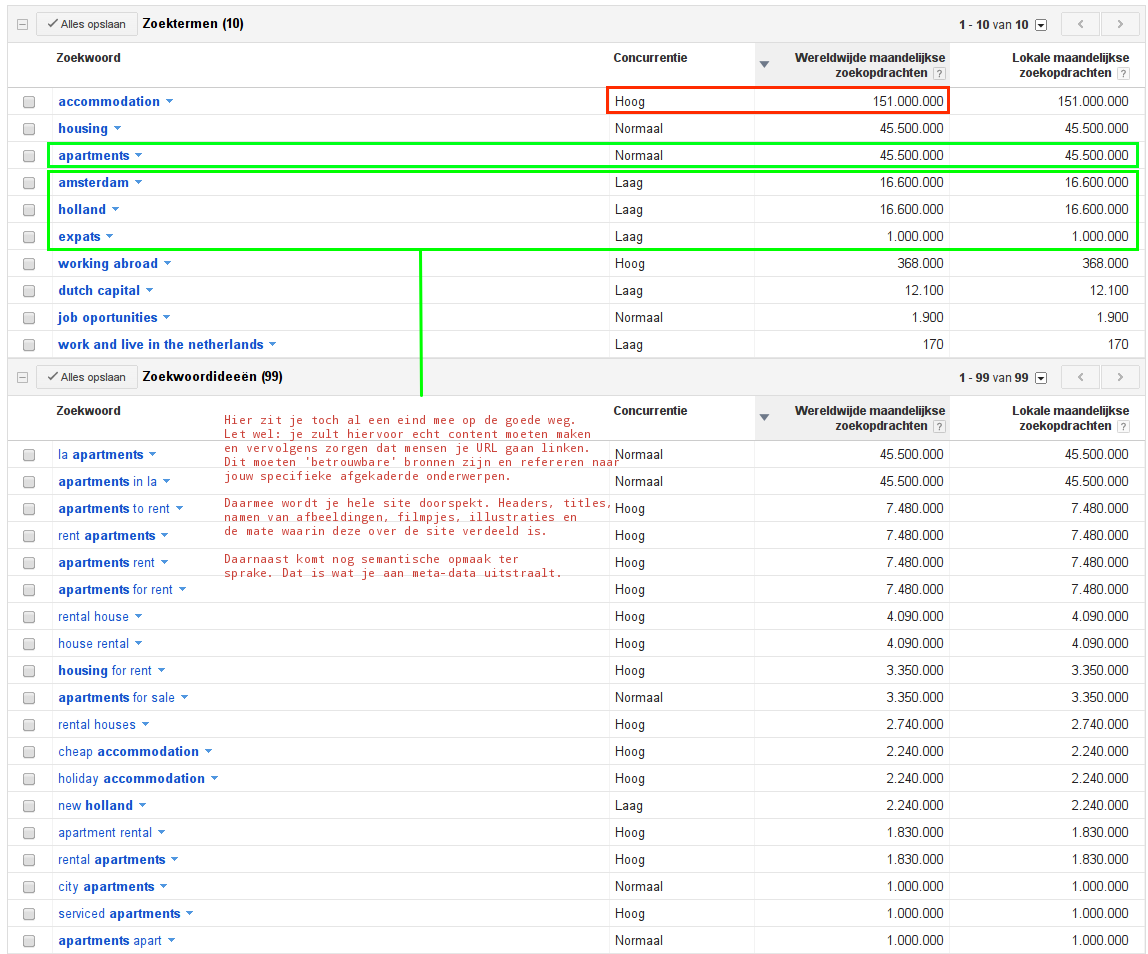 Alles opslaan Zoektermen (10) 1 - 10 van 10
Zoekwoord Concurrentie Wereldwijde maandelijkse zoekopdrachten ? Lokale maandelijkse zoekopdrachten ?
accommodation Hoog 151.000.000 151.000.000
housing Normaal 45.500.000 45.500.000
apartments Normaal 45.500.000 45.500.000
amsterdam Laag 16.600.000 16.600.000
holland Laag 16.600.000 16.600.000
expats Laag 1.000.000 1.000.000
working abroad Hoog 368.000 368.000
dutch capital Laag 12.100 12.100
job oportunities Normaal 1.900 1.900
work and live in the netherlands Laag 170 170
Alles opslaan Zoekwoordideeën (99) 1 - 99 van 99
Zoekwoord Concurrentie Wereldwijde maandelijkse zoekopdrachten ? Lokale maandelijkse zoekopdrachten ?
Hier zit je toch al een eind mee op de goede weg.
Let wel: je zult hiervoor echt content moeten maken
en vervolgens zorgen dat mensen je URL gaan linken.
Dit moeten 'betrouwbare' bronnen zijn en refereren naar
jouw specifieke afgekaderde onderwerpen.
Daarmee wordt je hele site doorspekt. Headers, titles,
namen van afbeeldingen, filmpjes, illustraties en
de mate waarin deze over de site verdeeld is.
Daarnaast komt nog semantische opmaak ter
sprake. Dat is wat je aan meta-data uitstraalt.
la apartments Normaal 45.500.000 45.500.000
apartments in la Normaal 45.500.000 45.500.000
apartments to rent Hoog 7.480.000 7.480.000
rent apartments Hoog 7.480.000 7.480.000
apartments rent Hoog 7.480.000 7.480.000
apartments for rent Hoog 7.480.000 7.480.000
rental house Hoog 4.090.000 4.090.000
house rental Hoog 4.090.000 4.090.000
housing for rent Hoog 3.350.000 3.350.000
apartments for sale Normaal 3.350.000 3.350.000
rental houses Hoog 2.740.000 2.740.000
cheap accommodation Hoog 2.240.000 2.240.000
holiday accommodation Hoog 2.240.000 2.240.000
new holland Laag 2.240.000 2.240.000
apartment rental Hoog 1.830.000 1.830.000
rental apartments Hoog 1.830.000 1.830.000
city apartments Normaal 1.000.000 1.000.000
serviced apartments Hoog 1.000.000 1.000.000
apartments apart Normaal 1.000.000 1.000.000